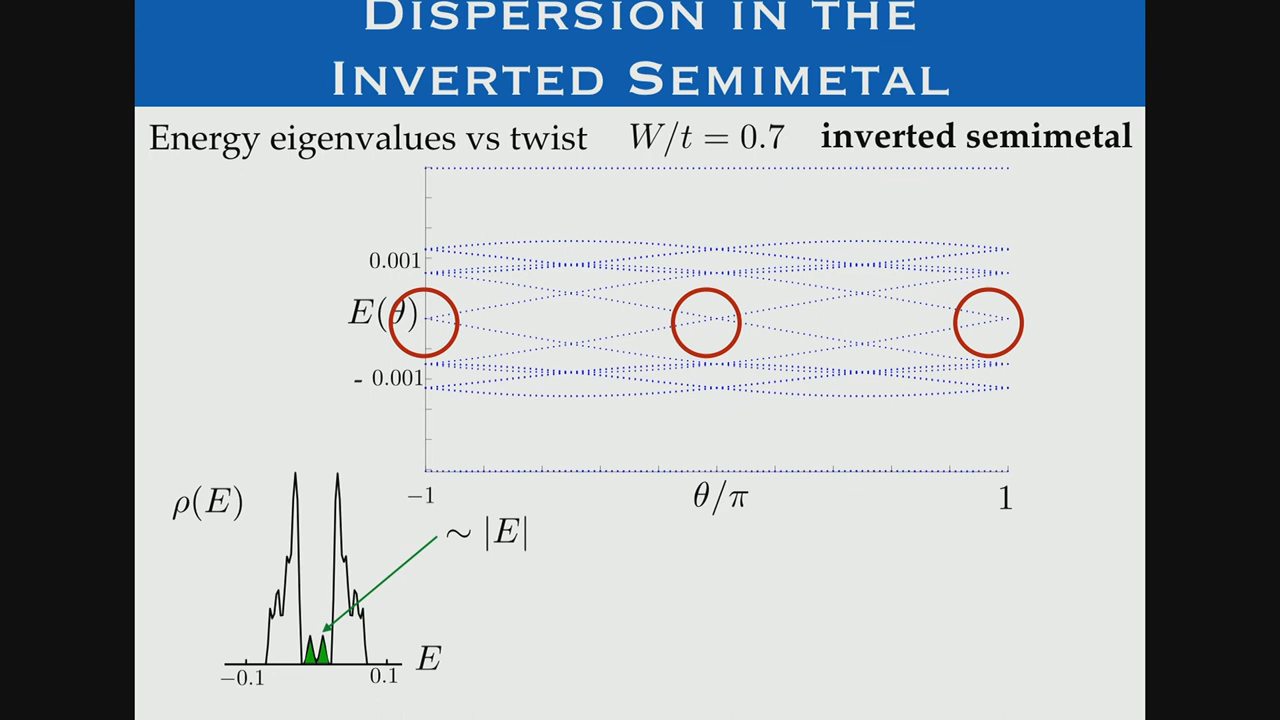 DISPERSION IN THE
INVERTED SEMIMETAL
Energy eigenvalues vs twist W/t = 0.7 inverted semimetal
0.001
E(θ)
- 0.001
−1 θ/π 1
ρ(E)
∼ |E|
E
−0.1 0.1